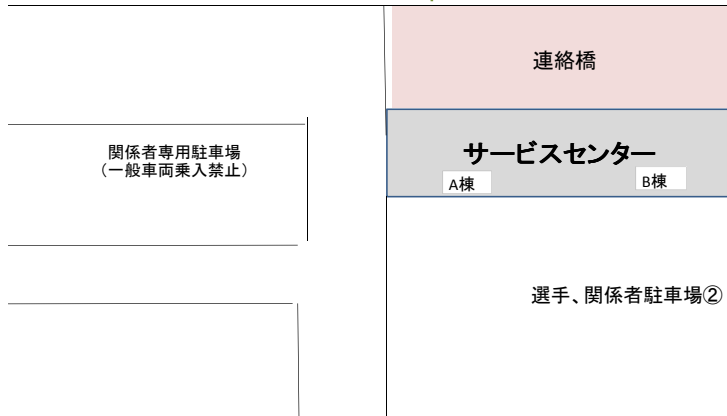 連絡橋
サービスセンター
A棟
B棟
関係者専用駐車場
(一般車両乗入禁止)
選手、関係者駐車場②